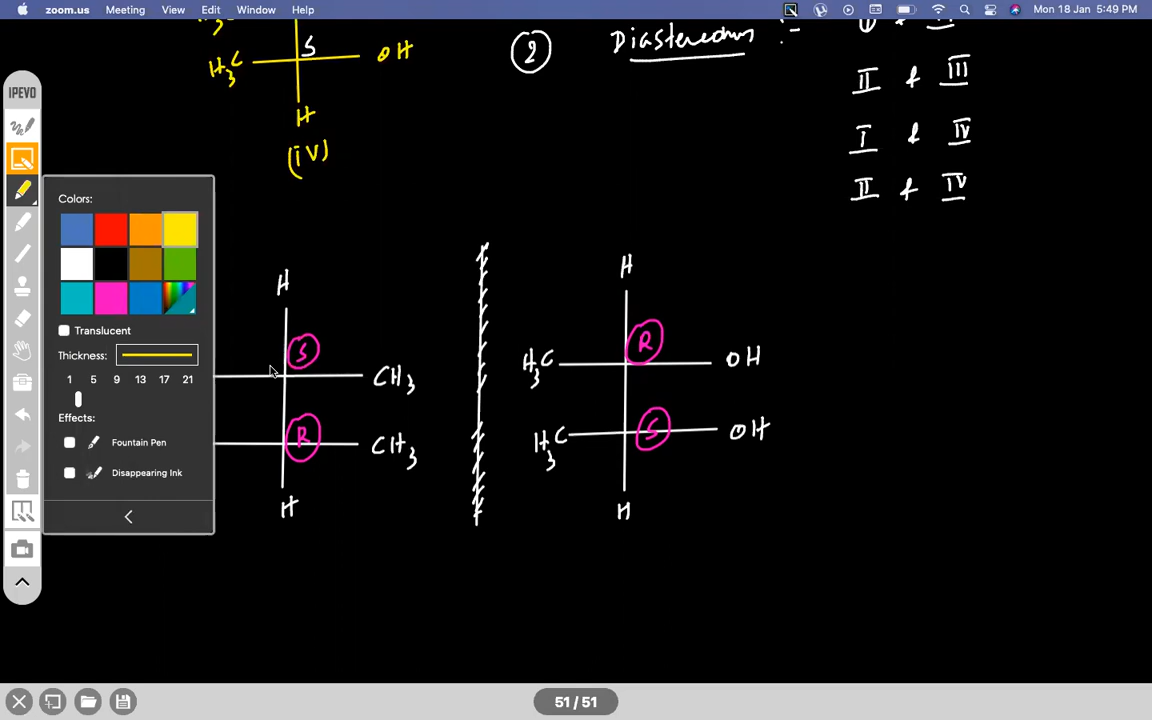 zoom.us Meeting View Edit Window Help Mon 18 Jan 5:49 PM
H3C S OH
H
(iv)
② Diastereomers :-
II & III
I & IV
II & IV
IPEVO
Colors:
Translucent
Thickness:
1 5 9 13 17 21
Effects:
Fountain Pen
Disappearing Ink
H
S
CH3
R
CH3
H
H
R
H3C OH
S
H3C OH
H
51 / 51